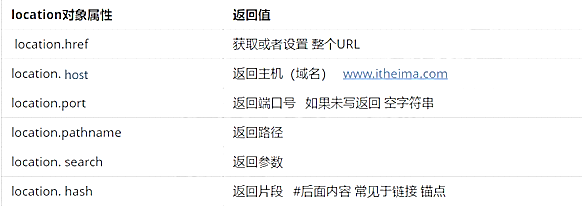 location对象属性 返回值
location.href 获取或者设置 整个URL
location. host 返回主机（域名） www.itheima.com
location.port 返回端口号 如果未写返回 空字符串
location.pathname 返回路径
location. search 返回参数
location. hash 返回片段 #后面内容 常见于链接 锚点